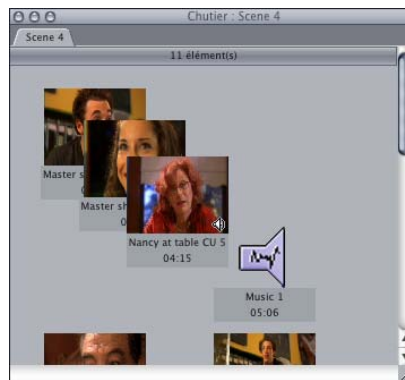 Chutier : Scene 4
Scene 4
11 élément(s)
Master s
Master sh
Nancy at table CU 5
04:15
Music 1
05:06